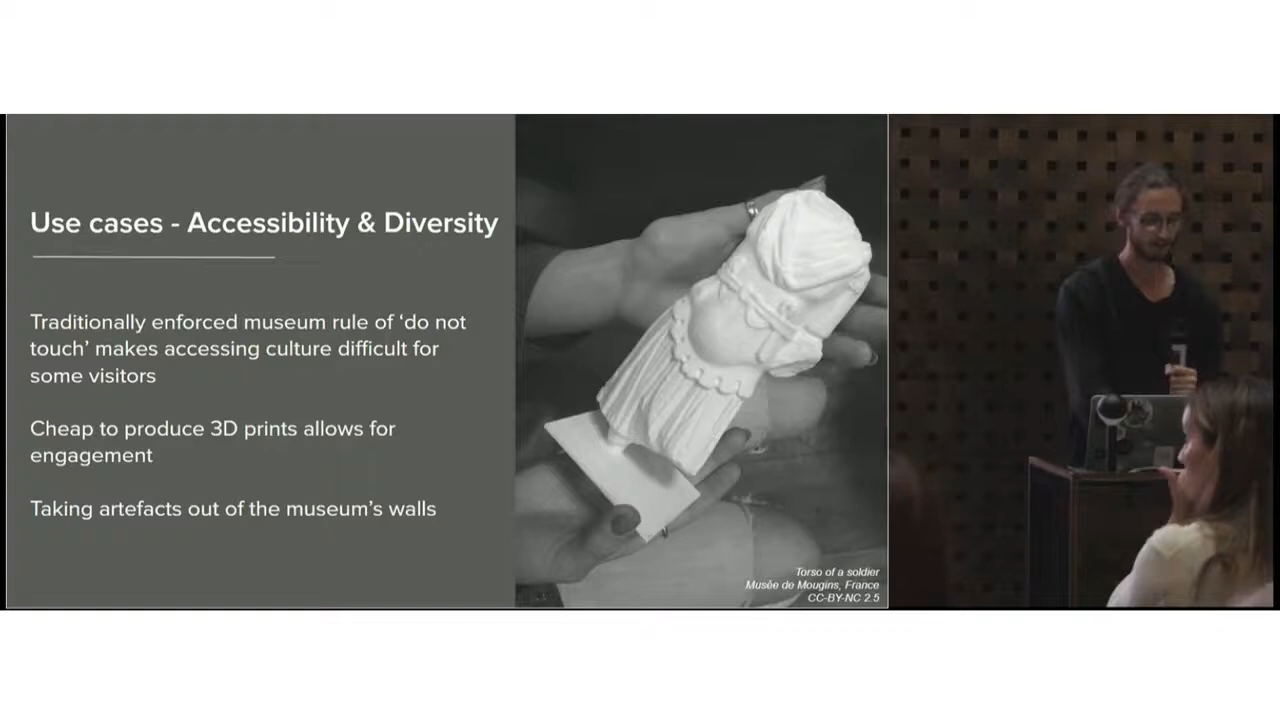 Use cases - Accessibility & Diversity
Traditionally enforced museum rule of ‘do not
touch’ makes accessing culture difficult for
some visitors
Cheap to produce 3D prints allows for
engagement
Taking artefacts out of the museum’s walls
Torso of a soldier
Musée de Mougins, France
CC-BY-NC 2.5